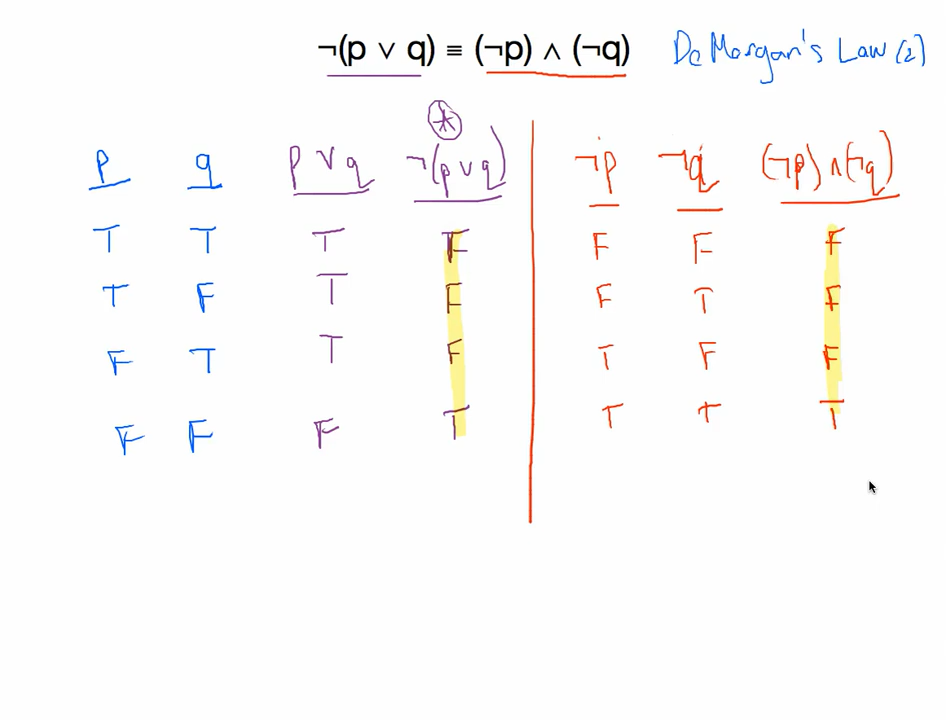 ¬(p ∨ q) ≡ (¬p) ∧ (¬q) De Morgan's Law (2)
*
p q p ∨ q ¬(p ∨ q) ¬p ¬q (¬p) ∧ (¬q)
T T T F F F F
T F T F F T F
F T T F T F F
F F F T T T T